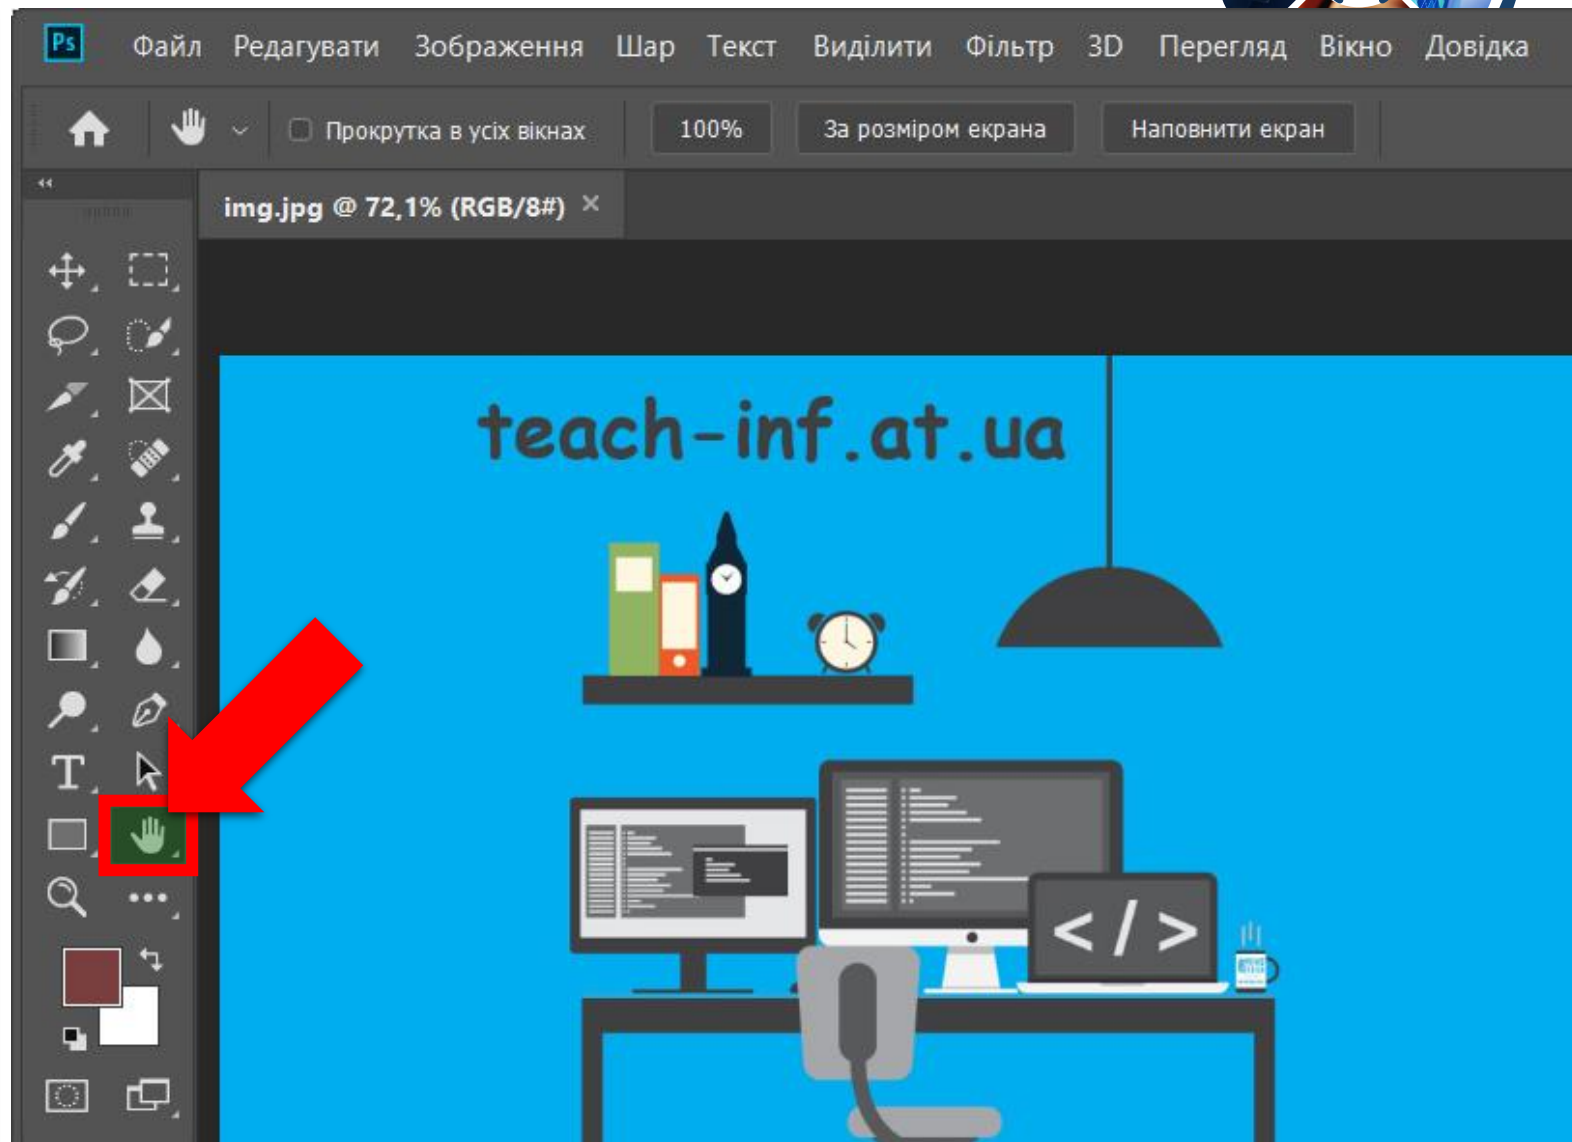 Ps Файл Редагувати Зображення Шар Текст Виділити Фільтр 3D Перегляд Вікно Довідка
Прокрутка в усіх вікнах 100% За розміром екрана Наповнити екран
img.jpg @ 72,1% (RGB/8#) ×
teach-inf.at.ua
T
</>